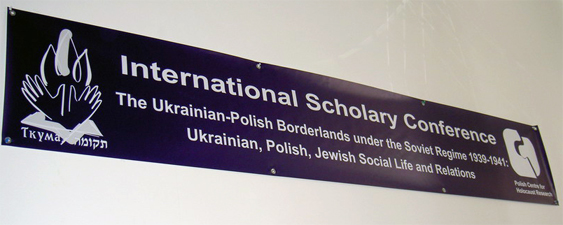 International Scholary Conference
The Ukrainian-Polish Borderlands under the Soviet Regime 1939-1941:
Ukrainian, Polish, Jewish Social Life and Relations
Ткума תקומה
Polish Centre for
Holocaust Research